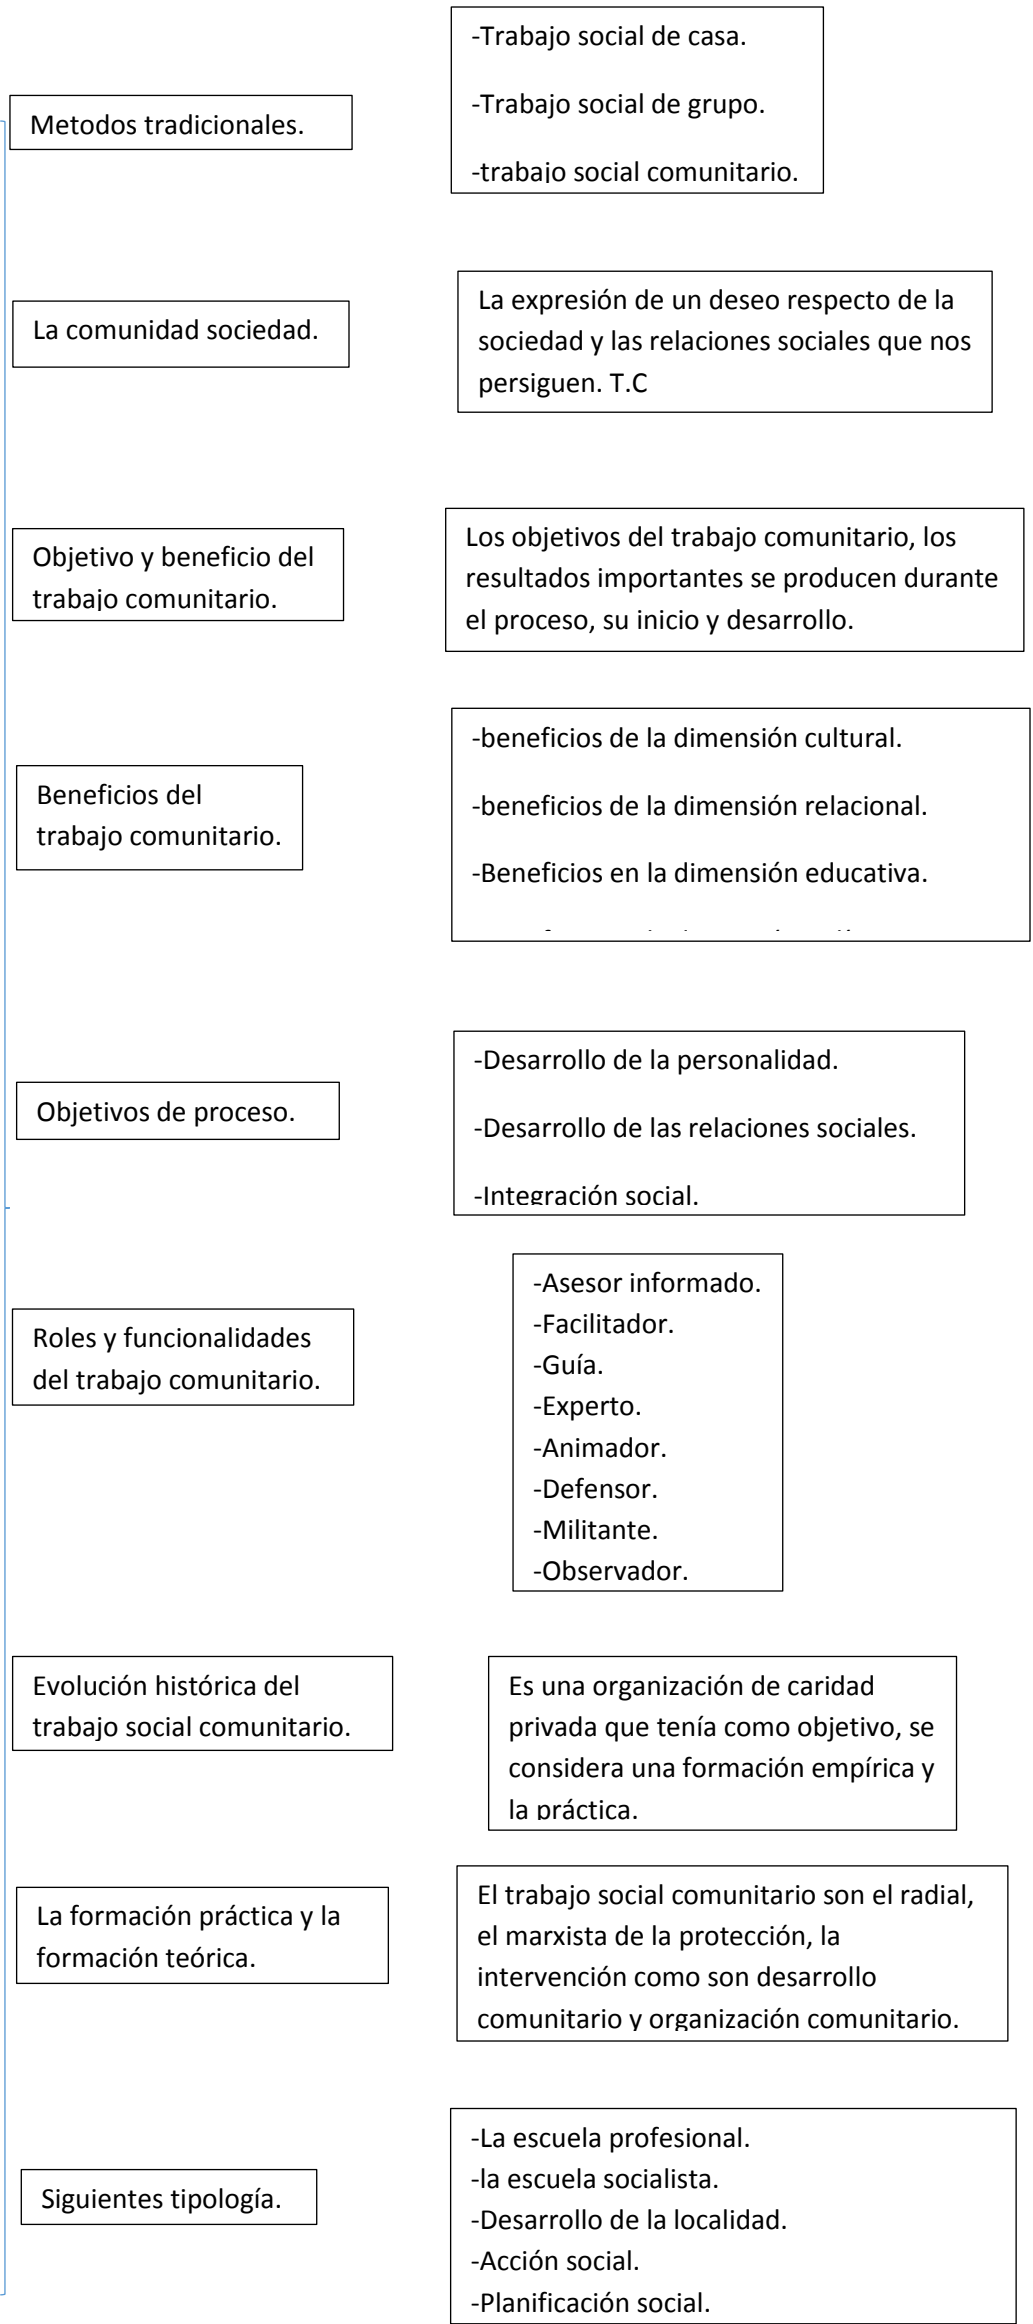 Metodos tradicionales.
-Trabajo social de casa.
-Trabajo social de grupo.
-trabajo social comunitario.
La comunidad sociedad.
La expresión de un deseo respecto de la
sociedad y las relaciones sociales que nos
persiguen. T.C
Objetivo y beneficio del
trabajo comunitario.
Los objetivos del trabajo comunitario, los
resultados importantes se producen durante
el proceso, su inicio y desarrollo.
Beneficios del
trabajo comunitario.
-beneficios de la dimensión cultural.
-beneficios de la dimensión relacional.
-Beneficios en la dimensión educativa.
Objetivos de proceso.
-Desarrollo de la personalidad.
-Desarrollo de las relaciones sociales.
-Integración social.
Roles y funcionalidades
del trabajo comunitario.
-Asesor informado.
-Facilitador.
-Guía.
-Experto.
-Animador.
-Defensor.
-Militante.
-Observador.
Evolución histórica del
trabajo social comunitario.
Es una organización de caridad
privada que tenía como objetivo, se
considera una formación empírica y
la práctica.
La formación práctica y la
formación teórica.
El trabajo social comunitario son el radial,
el marxista de la protección, la
intervención como son desarrollo
comunitario y organización comunitario.
Siguientes tipología.
-La escuela profesional.
-la escuela socialista.
-Desarrollo de la localidad.
-Acción social.
-Planificación social.